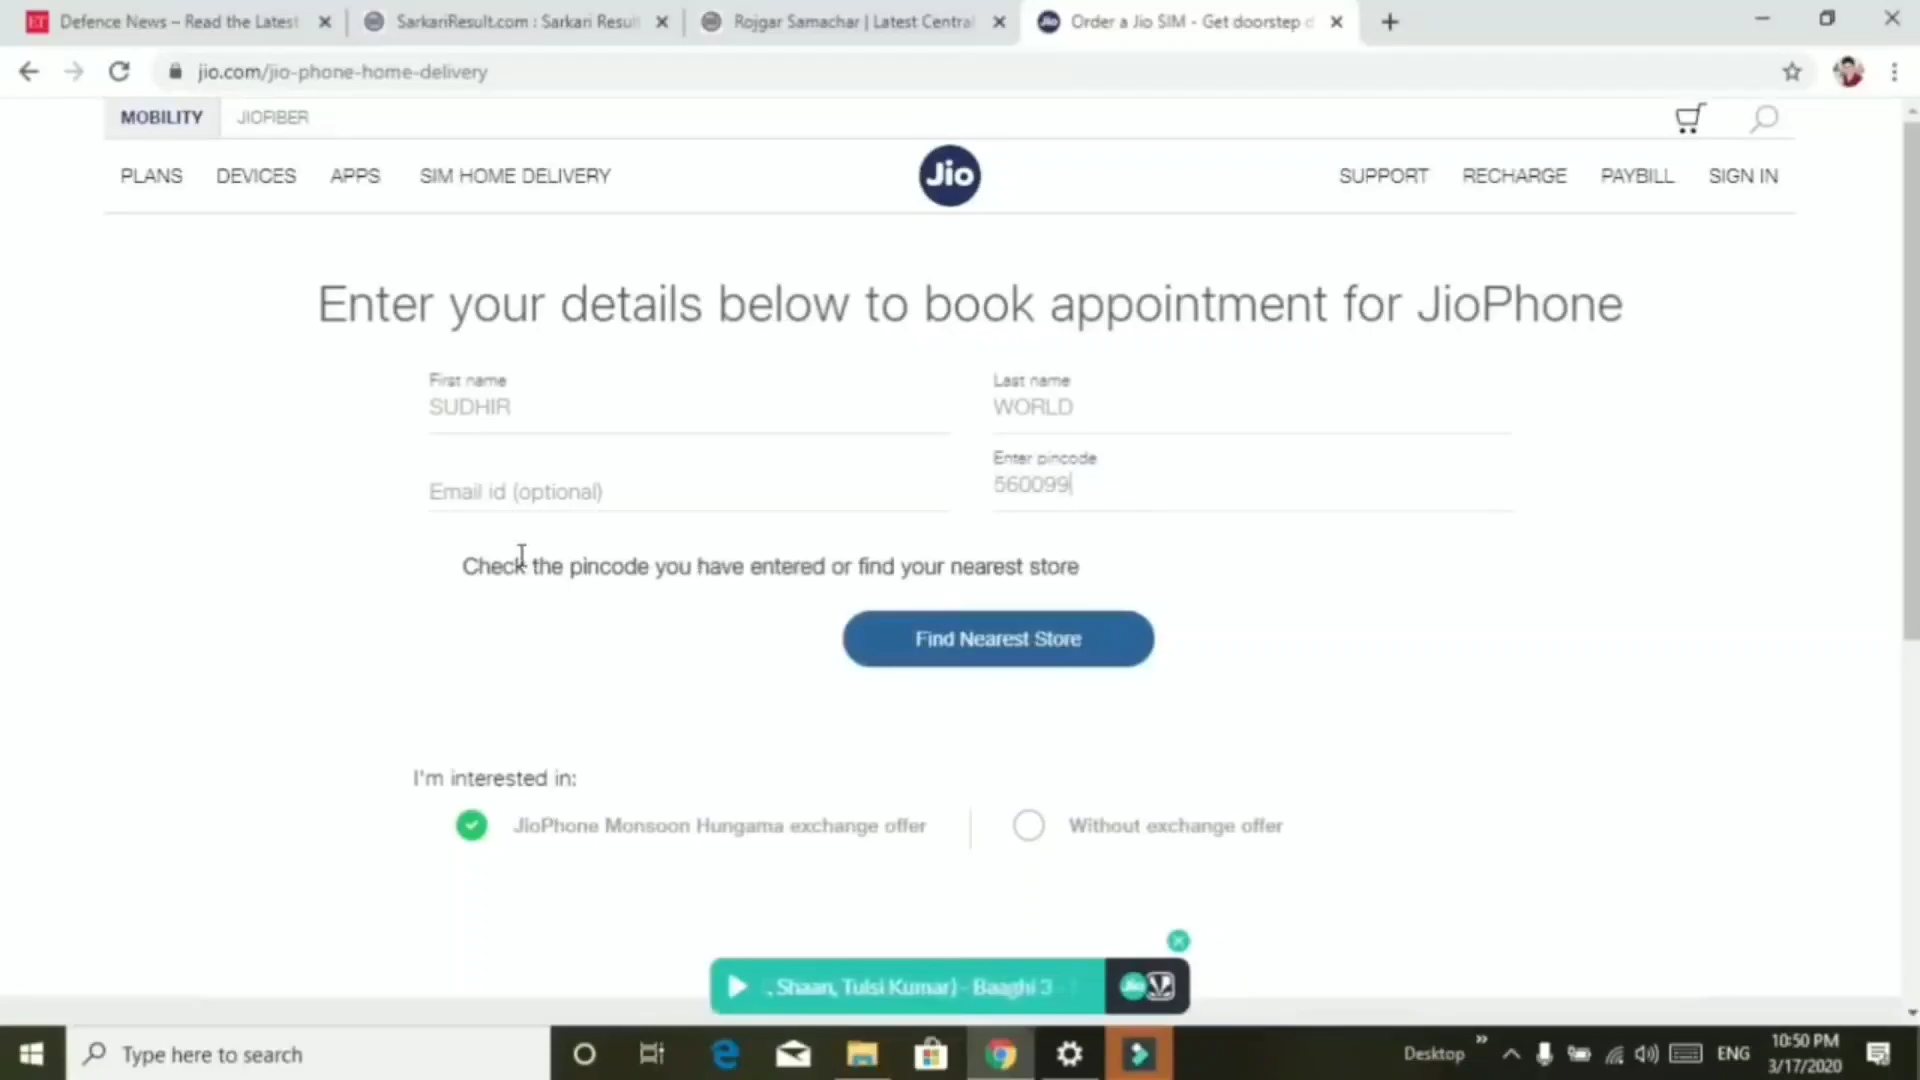 Defence News – Read the Latest
SarkariResult.com : Sarkari Resul
Rojgar Samachar | Latest Central
Order a Jio SIM - Get doorstep d
jio.com/jio-phone-home-delivery
MOBILITY JIOFIBER
PLANS DEVICES APPS SIM HOME DELIVERY Jio SUPPORT RECHARGE PAYBILL SIGN IN
Enter your details below to book appointment for JioPhone
First name Last name
SUDHIR WORLD
Enter pincode
Email id (optional) 560099
Check the pincode you have entered or find your nearest store
Find Nearest Store
I'm interested in:
JioPhone Monsoon Hungama exchange offer Without exchange offer
, Shaan, Tulsi Kumar) - Baaghi 3 - Jio
Type here to search Desktop ENG 10:50 PM
3/17/2020